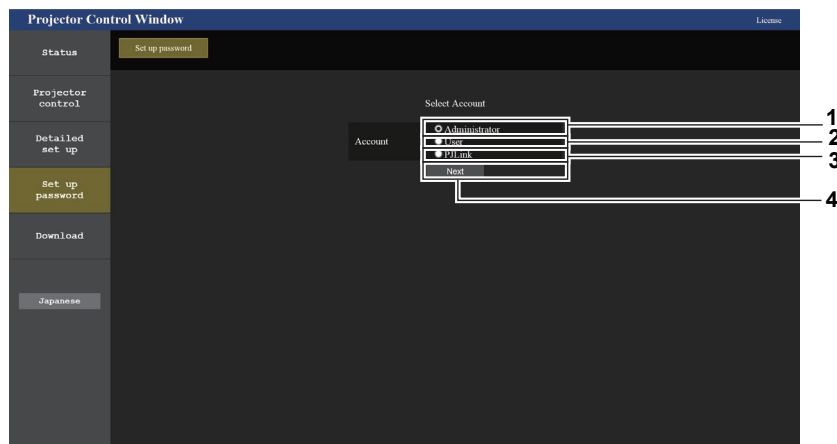 Projector Control Window
License
Status
Set up password
Projector
control
Select Account
Detailed
set up
Account
Administrator
User
PJLink
Next
Set up
password
Download
Japanese
1
2
3
4